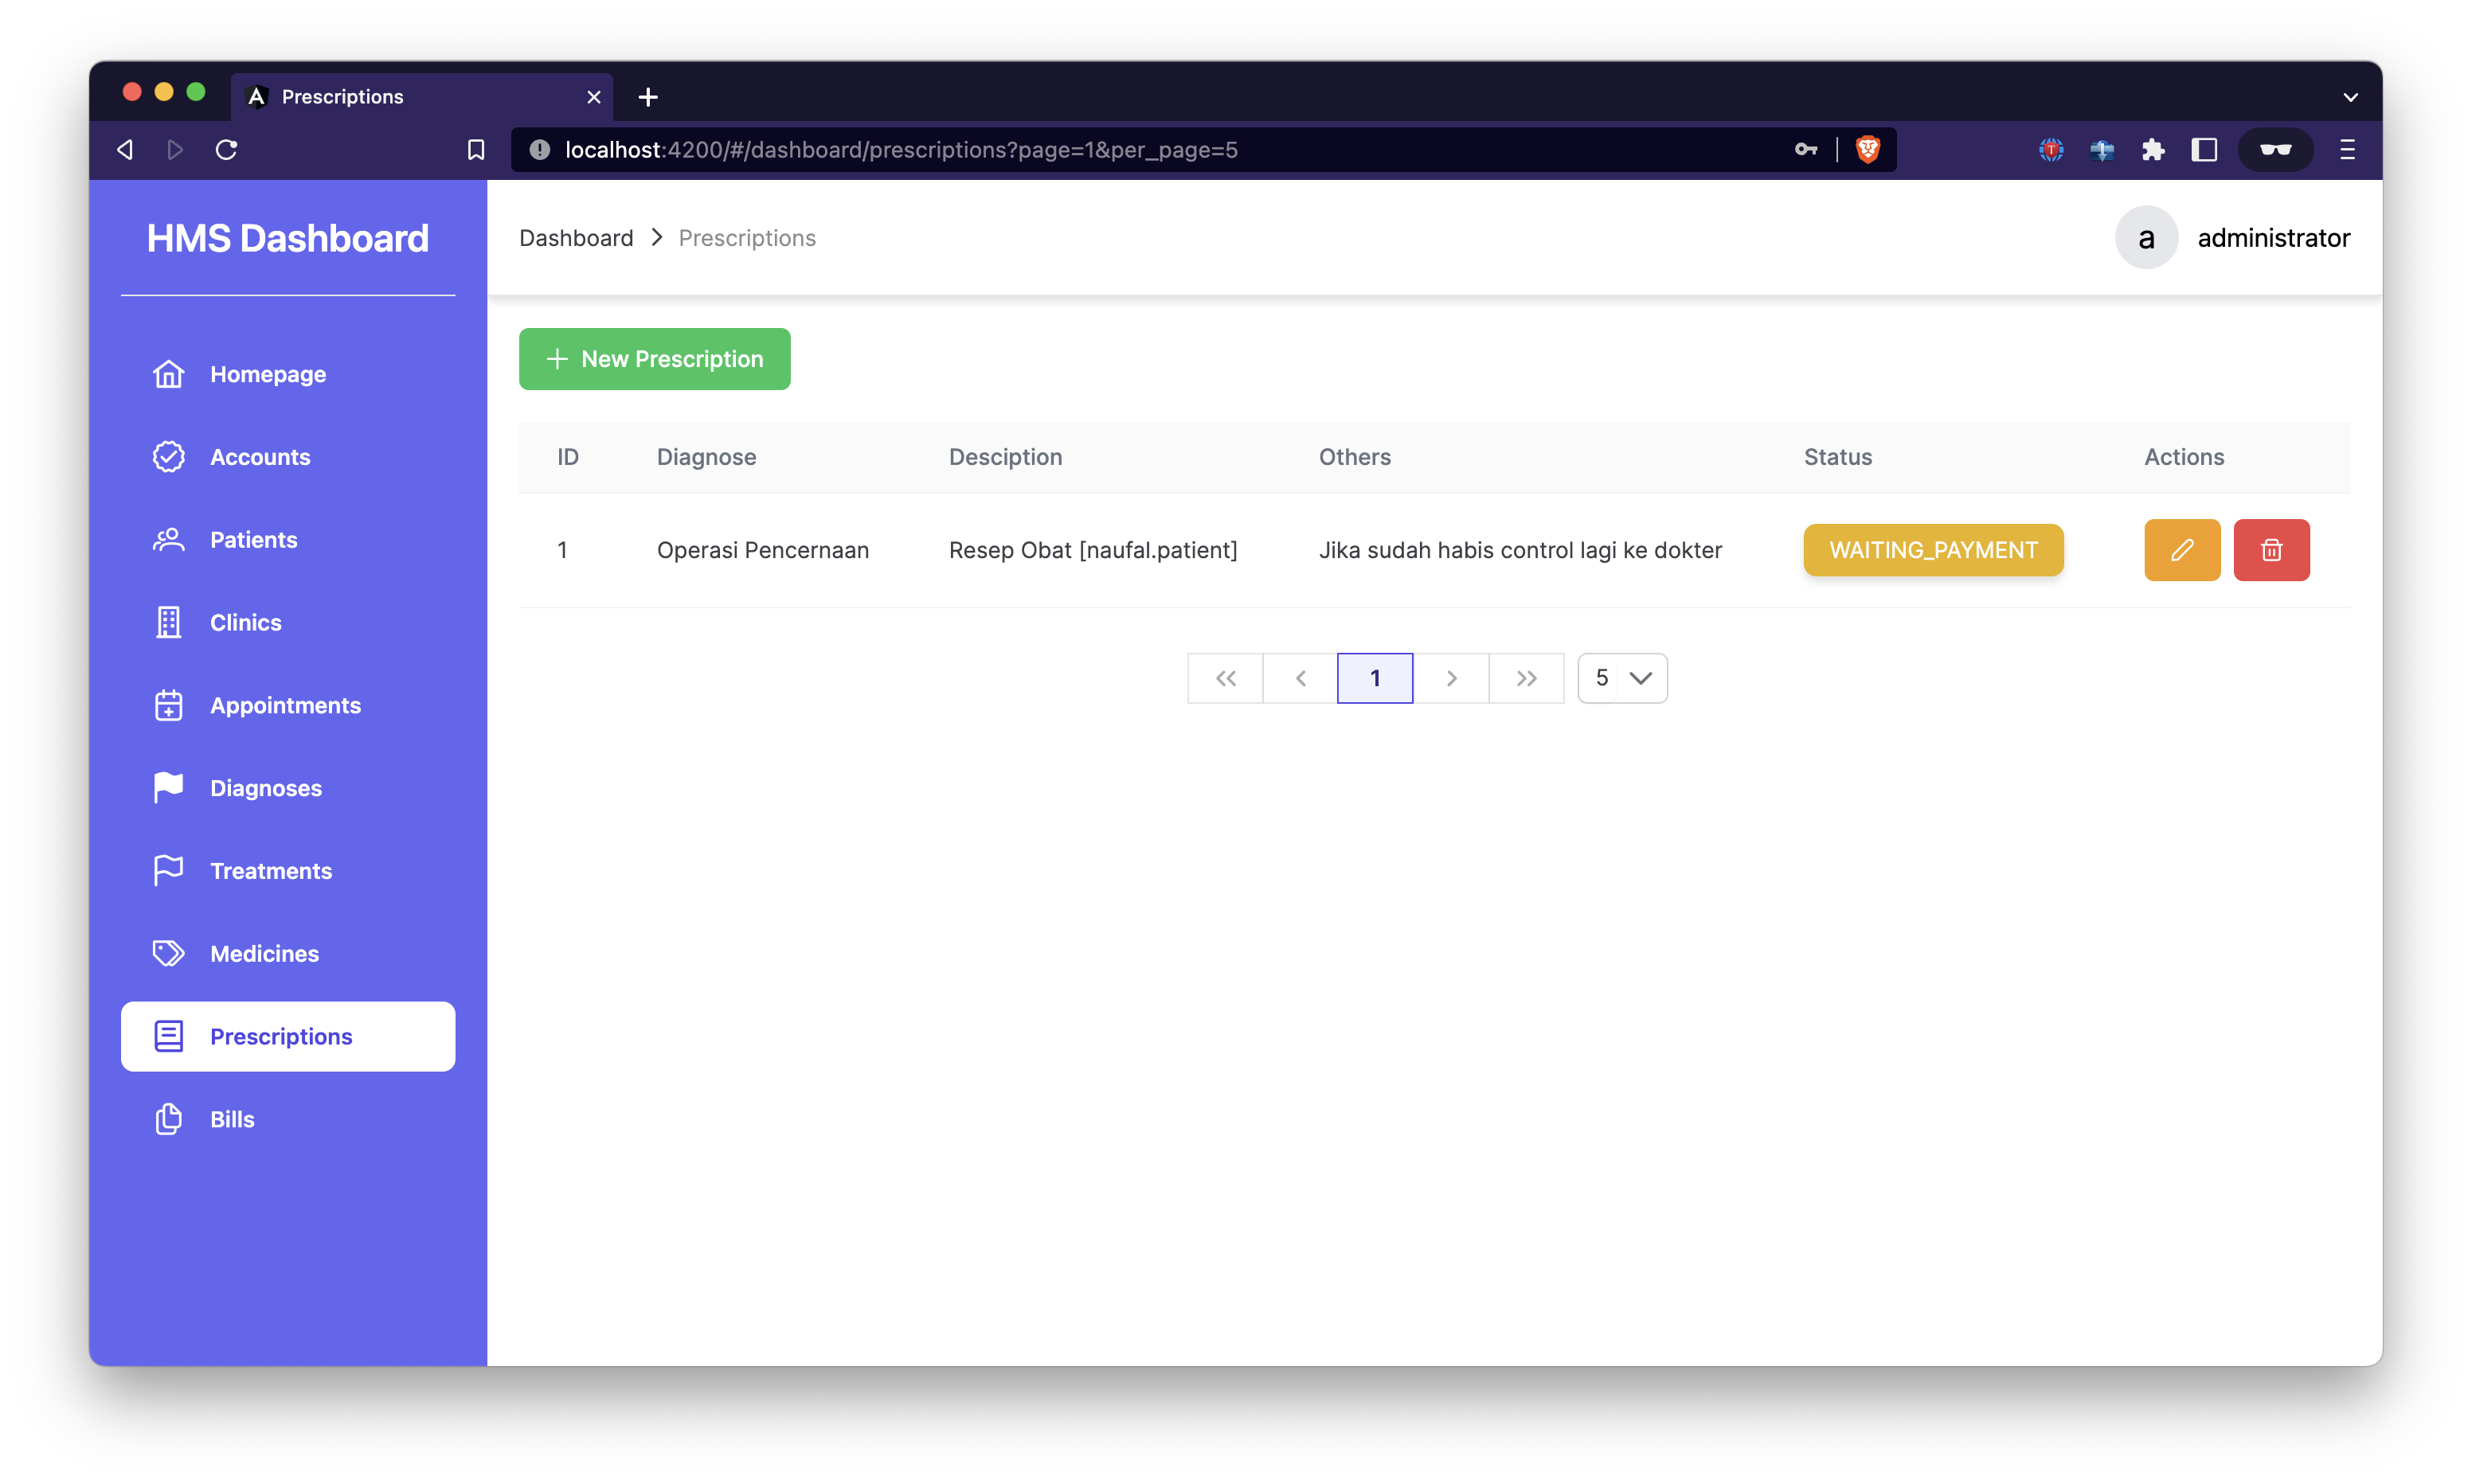 Prescriptions
localhost:4200/#/dashboard/prescriptions?page=1&per_page=5
HMS Dashboard
Homepage
Accounts
Patients
Clinics
Appointments
Diagnoses
Treatments
Medicines
Prescriptions
Bills
Dashboard > Prescriptions
a administrator
+ New Prescription
ID Diagnose Desciption Others Status Actions
1 Operasi Pencernaan Resep Obat [naufal.patient] Jika sudah habis control lagi ke dokter WAITING_PAYMENT
« < 1 > » 5